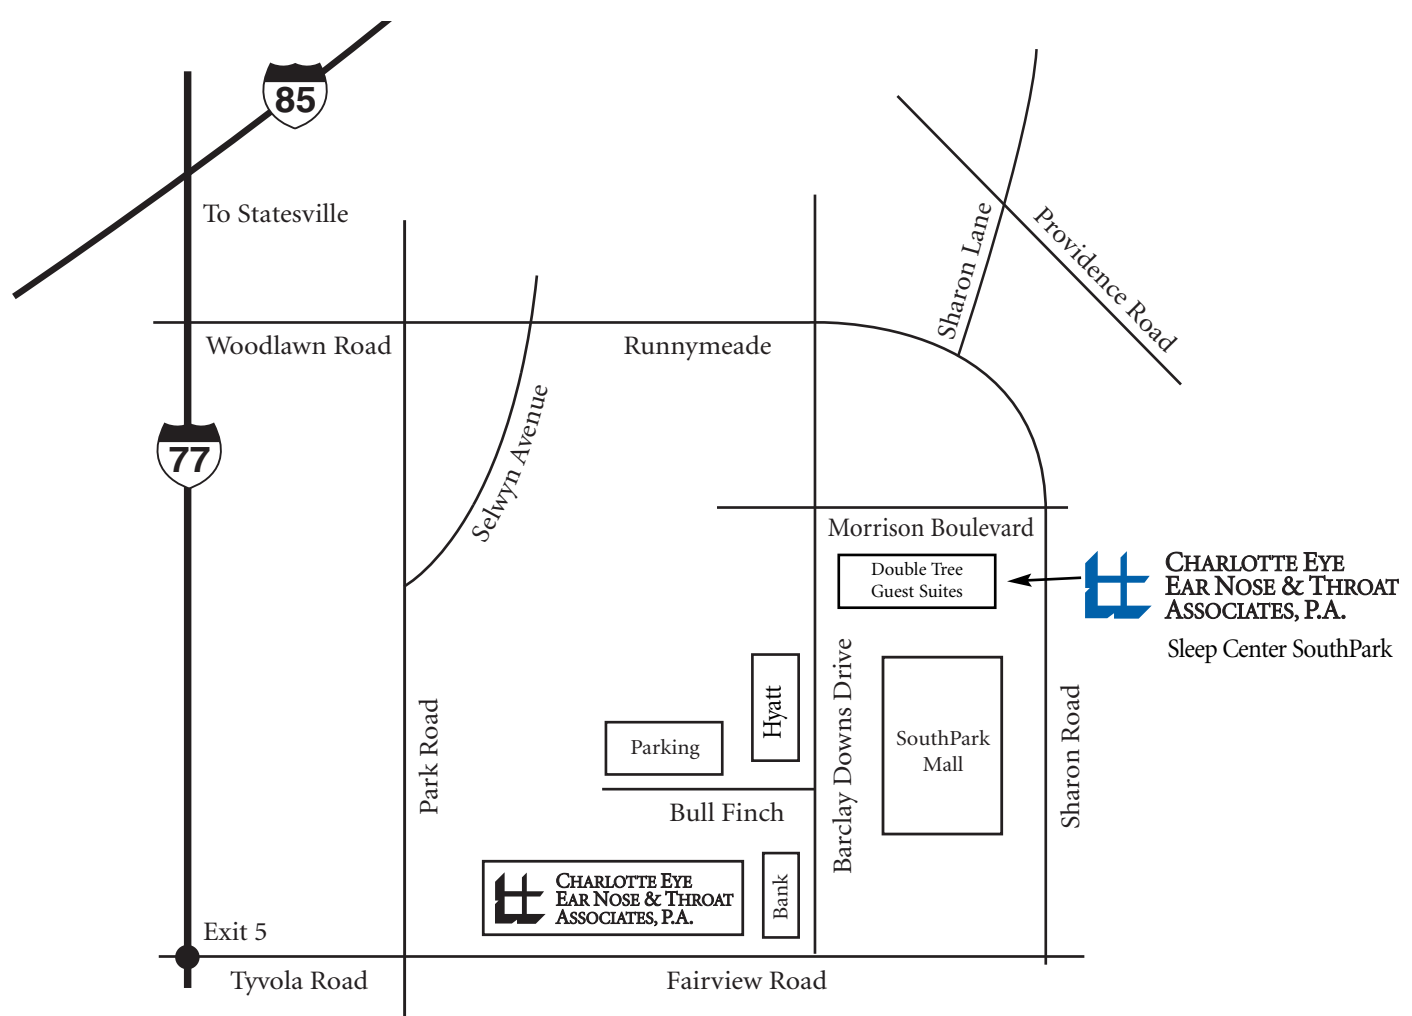 85
To Statesville
Sharon Lane
Providence Road
Woodlawn Road
Runnymeade
77
Selwyn Avenue
Morrison Boulevard
Double Tree
Guest Suites
CHARLOTTE EYE
EAR NOSE & THROAT
ASSOCIATES, P.A.
Sleep Center SouthPark
Park Road
Parking
Hyatt
Barclay Downs Drive
SouthPark
Mall
Sharon Road
Bull Finch
CHARLOTTE EYE
EAR NOSE & THROAT
ASSOCIATES, P.A.
Bank
Exit 5
Tyvola Road
Fairview Road